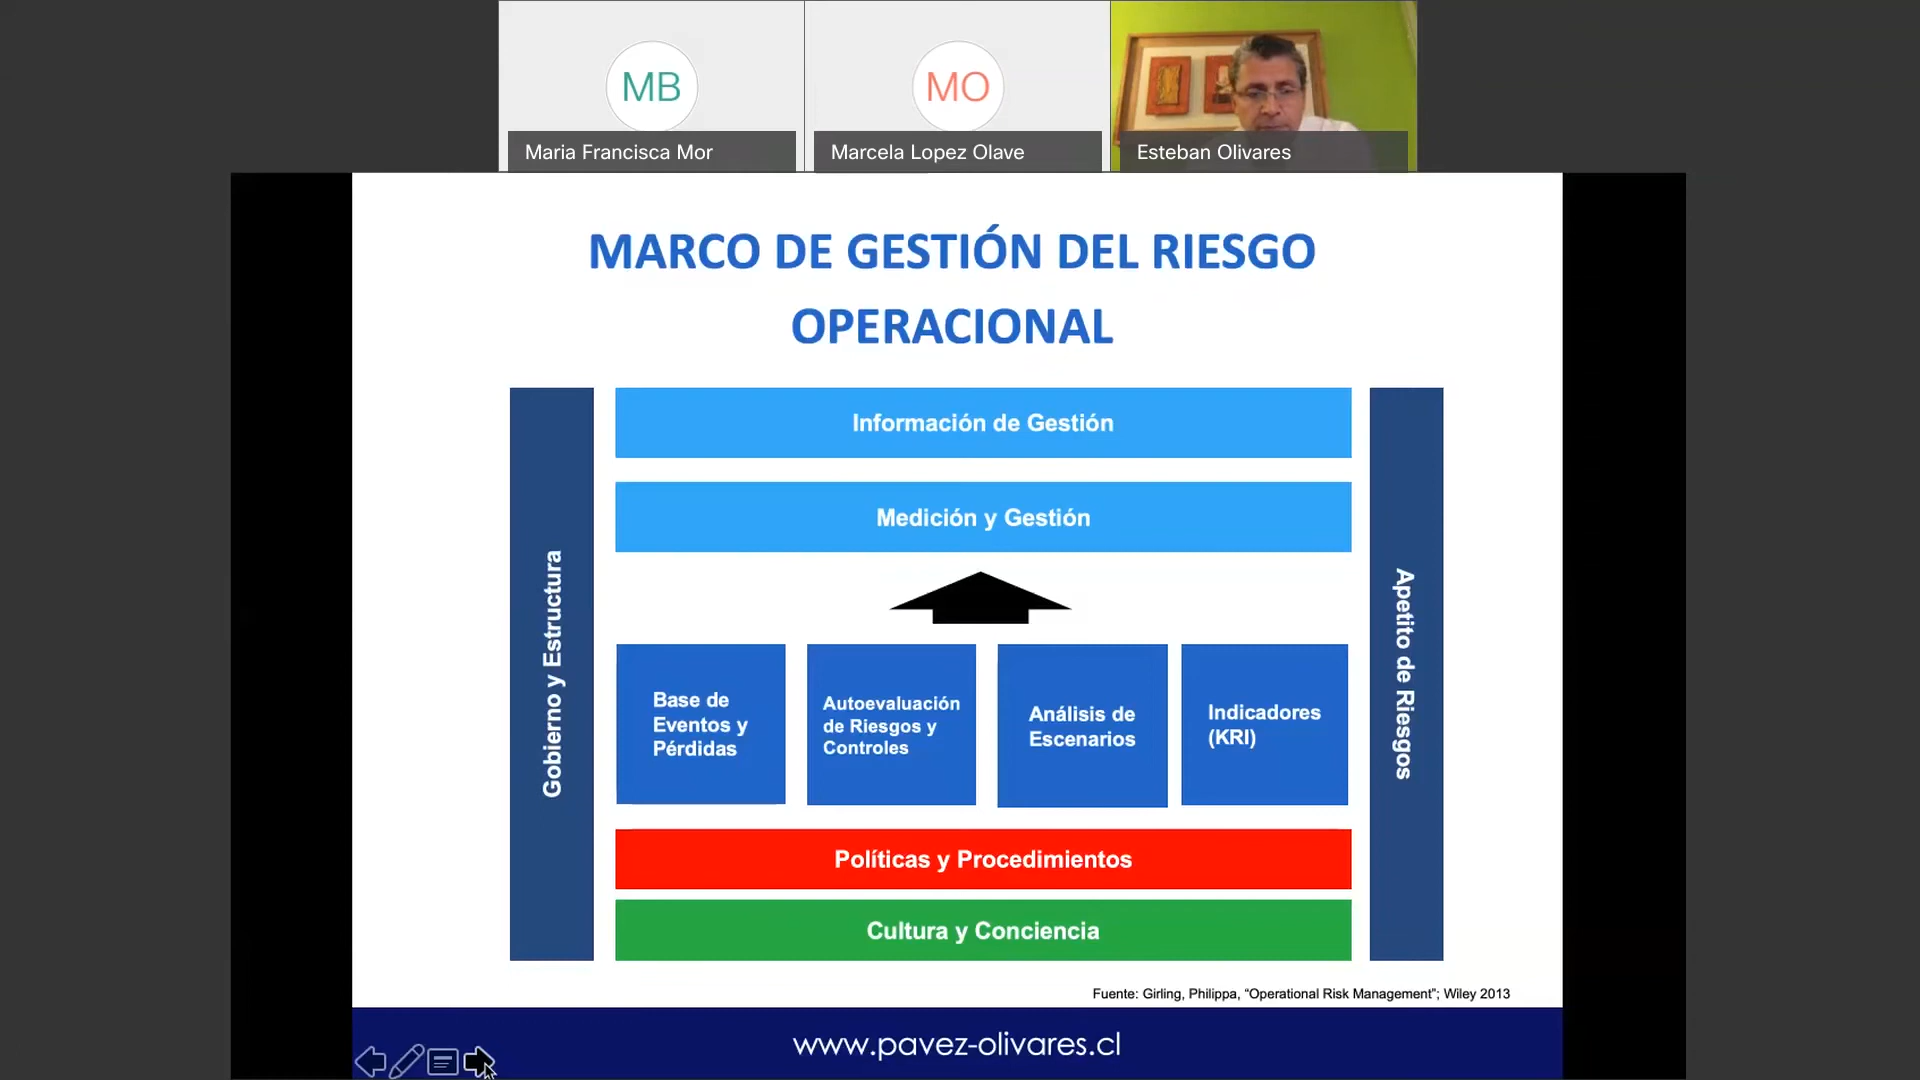 MB
MO
Maria Francisca Mor
Marcela Lopez Olave
Esteban Olivares
MARCO DE GESTIÓN DEL RIESGO
OPERACIONAL
Información de Gestión
Medición y Gestión
Gobierno y Estructura
Apetito de Riesgos
Base de
Eventos y
Pérdidas
Autoevaluación
de Riesgos y
Controles
Análisis de
Escenarios
Indicadores
(KRI)
Políticas y Procedimientos
Cultura y Conciencia
Fuente: Girling, Philippa, “Operational Risk Management”; Wiley 2013
www.pavez-olivares.cl